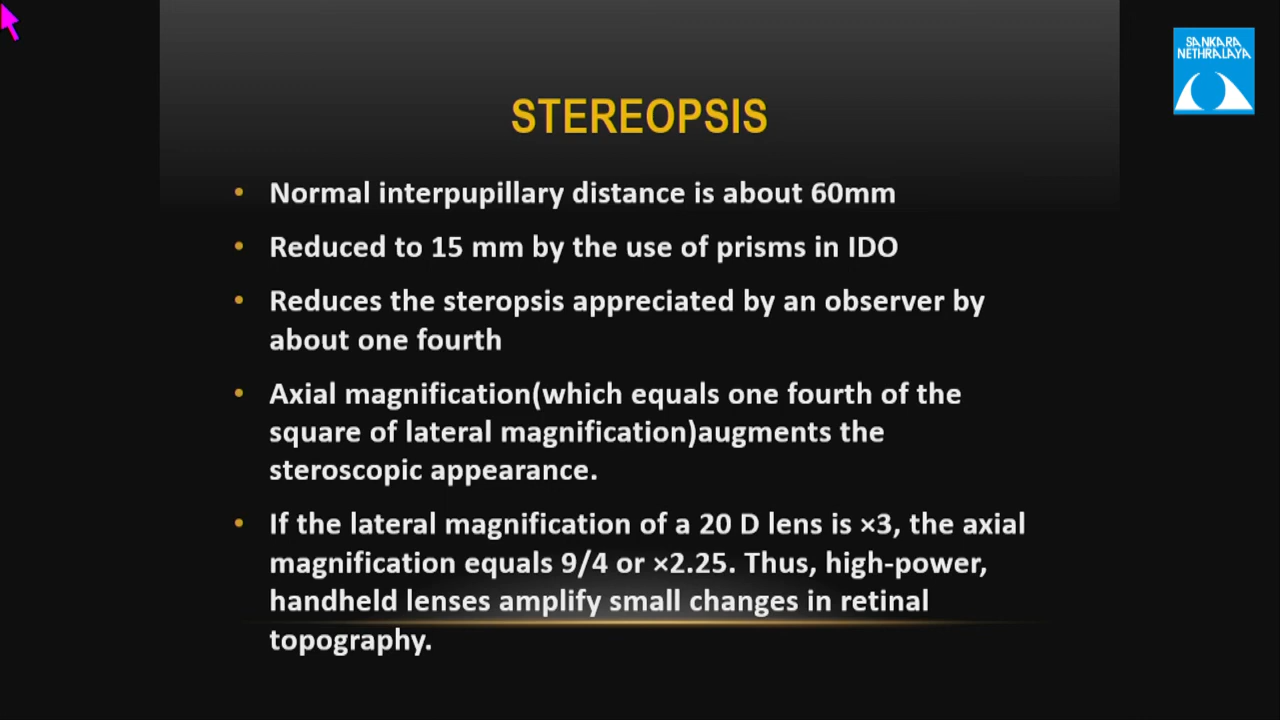 SANKARA
NETHRALAYA
STEREOPSIS
• Normal interpupillary distance is about 60mm
• Reduced to 15 mm by the use of prisms in IDO
• Reduces the steropsis appreciated by an observer by
about one fourth
• Axial magnification(which equals one fourth of the
square of lateral magnification)augments the
steroscopic appearance.
• If the lateral magnification of a 20 D lens is ×3, the axial
magnification equals 9/4 or ×2.25. Thus, high-power,
handheld lenses amplify small changes in retinal
topography.